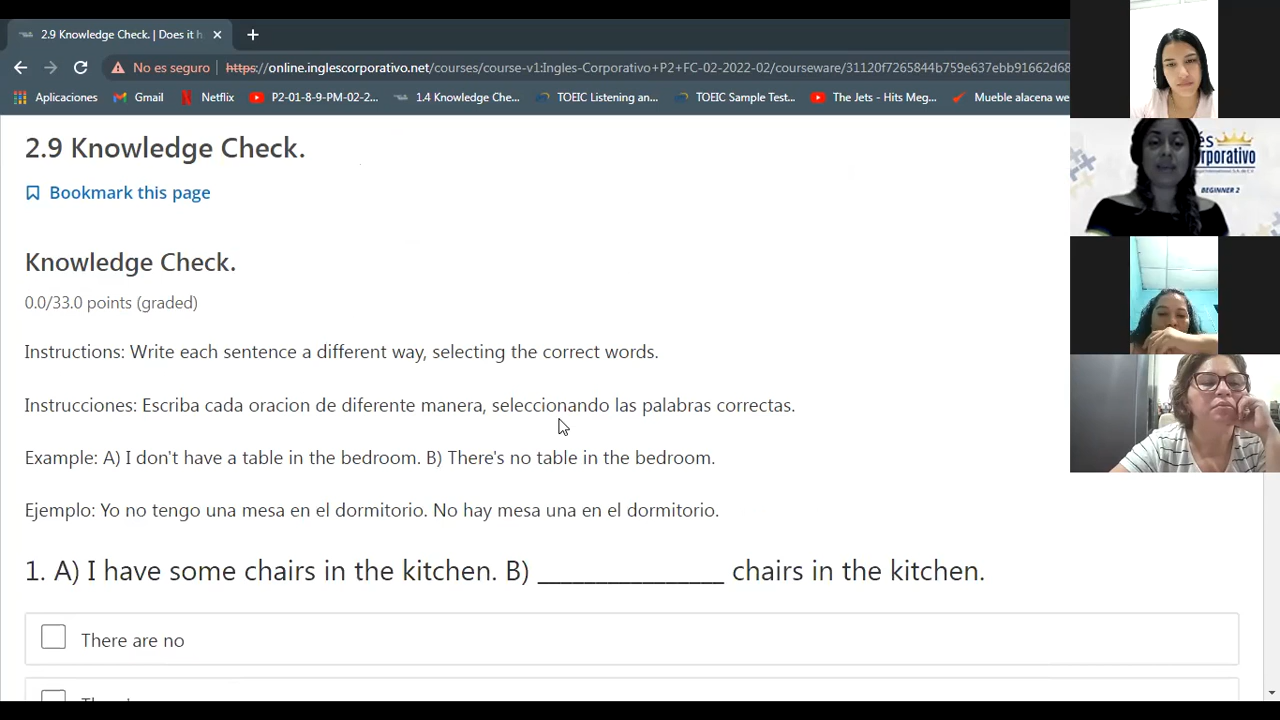 2.9 Knowledge Check. | Does it h
No es seguro
https://online.inglescorporativo.net/courses/course-v1:Ingles-Corporativo+P2+FC-02-2022-02/courseware/31120f7265844b759e637ebb91662d68
Aplicaciones
Gmail
Netflix
P2-01-8-9-PM-02-2...
1.4 Knowledge Che...
TOEIC Listening an...
TOEIC Sample Test...
The Jets - Hits Meg...
Mueble alacena we
2.9 Knowledge Check.
Bookmark this page
Knowledge Check.
0.0/33.0 points (graded)
Instructions: Write each sentence a different way, selecting the correct words.
Instrucciones: Escriba cada oracion de diferente manera, seleccionando las palabras correctas.
Example: A) I don't have a table in the bedroom. B) There's no table in the bedroom.
Ejemplo: Yo no tengo una mesa en el dormitorio. No hay mesa una en el dormitorio.
1. A) I have some chairs in the kitchen. B) ________________ chairs in the kitchen.
There are no
BEGINNER 2